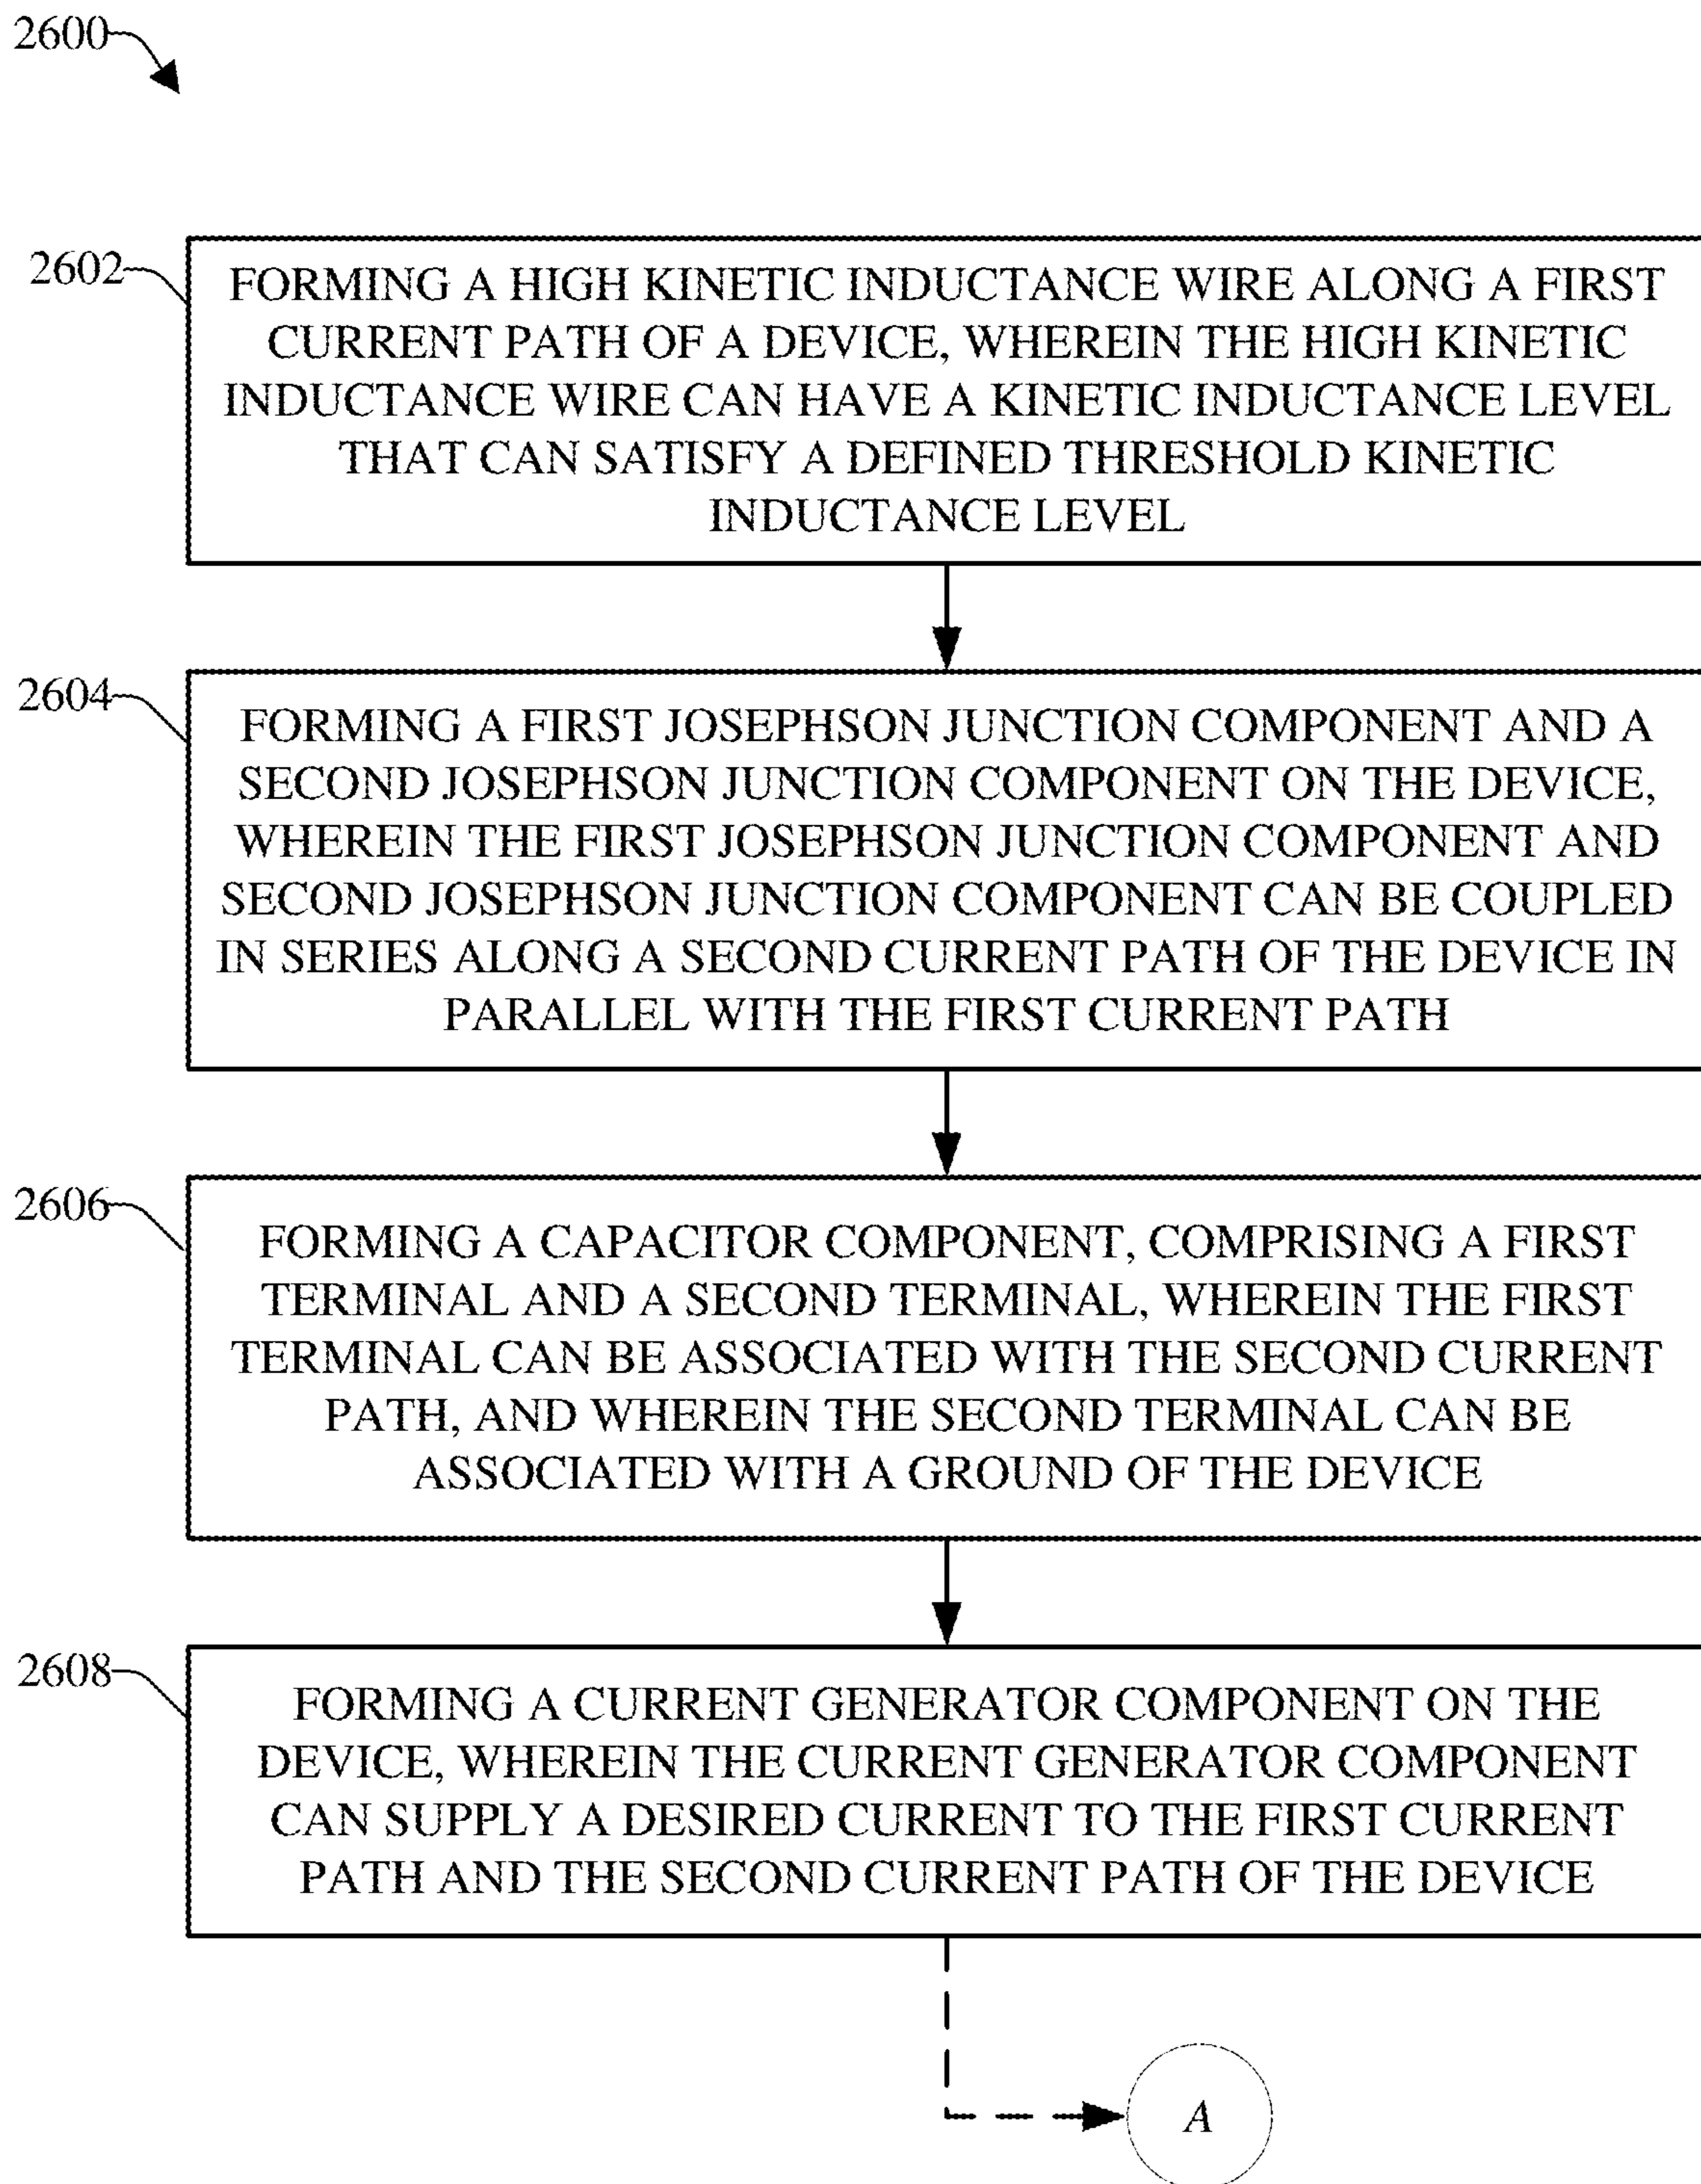 2600
2602
FORMING A HIGH KINETIC INDUCTANCE WIRE ALONG A FIRST
CURRENT PATH OF A DEVICE, WHEREIN THE HIGH KINETIC
INDUCTANCE WIRE CAN HAVE A KINETIC INDUCTANCE LEVEL
THAT CAN SATISFY A DEFINED THRESHOLD KINETIC
INDUCTANCE LEVEL
2604
FORMING A FIRST JOSEPHSON JUNCTION COMPONENT AND A
SECOND JOSEPHSON JUNCTION COMPONENT ON THE DEVICE,
WHEREIN THE FIRST JOSEPHSON JUNCTION COMPONENT AND
SECOND JOSEPHSON JUNCTION COMPONENT CAN BE COUPLED
IN SERIES ALONG A SECOND CURRENT PATH OF THE DEVICE IN
PARALLEL WITH THE FIRST CURRENT PATH
2606
FORMING A CAPACITOR COMPONENT, COMPRISING A FIRST
TERMINAL AND A SECOND TERMINAL, WHEREIN THE FIRST
TERMINAL CAN BE ASSOCIATED WITH THE SECOND CURRENT
PATH, AND WHEREIN THE SECOND TERMINAL CAN BE
ASSOCIATED WITH A GROUND OF THE DEVICE
2608
FORMING A CURRENT GENERATOR COMPONENT ON THE
DEVICE, WHEREIN THE CURRENT GENERATOR COMPONENT
CAN SUPPLY A DESIRED CURRENT TO THE FIRST CURRENT
PATH AND THE SECOND CURRENT PATH OF THE DEVICE
A